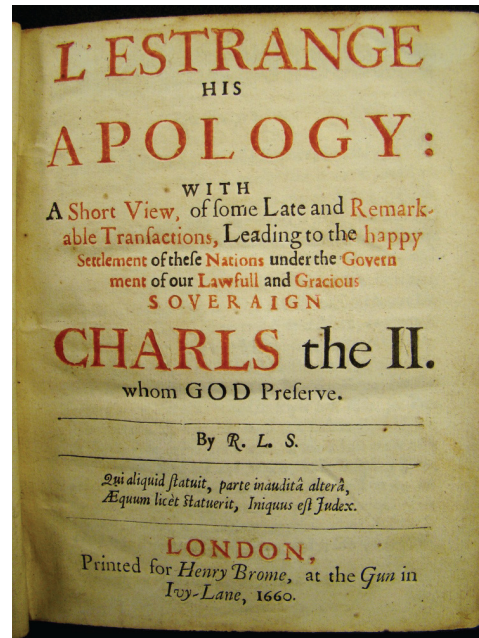 L'ESTRANGE
HIS
APOLOGY:
WITH
A Short View, of ſome Late and Remark-
able Tranſactions, Leading to the happy
Settlement of theſe Nations under the Govern
ment of our Lawfull and Gracious
SOVERAIGN
CHARLS the II.
whom GOD Preſerve.
By R. L. S.
Qui aliquid ſtatuit, parte inauditâ alterâ,
Æquum licèt Statuerit, Iniquus eſt Judex.
LONDON,
Printed for Henry Brome, at the Gun in
Ivy-Lane, 1660.